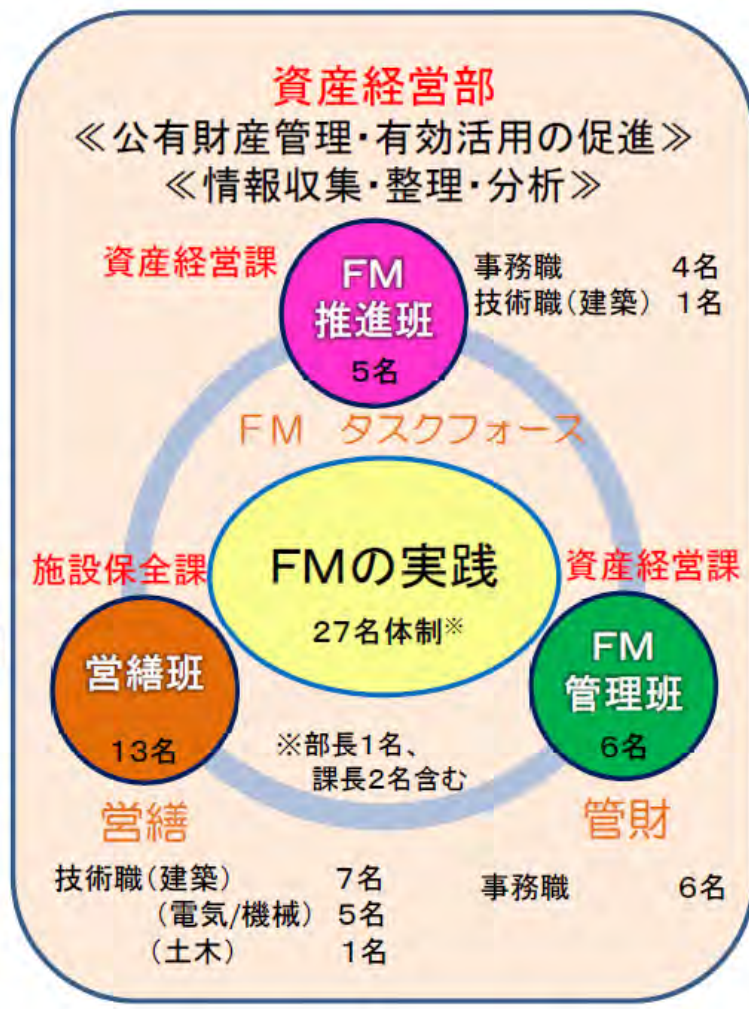 資産経営部
≪公有財産管理・有効活用の促進≫
≪情報収集・整理・分析≫
資産経営課
FM
推進班
5名
事務職 4名
技術職(建築) 1名
FM タスクフォース
施設保全課
FMの実践
27名体制※
資産経営課
営繕班
13名
FM
管理班
6名
※部長1名、
課長2名含む
営繕
管財
技術職(建築) 7名
(電気/機械) 5名
(土木) 1名
事務職 6名